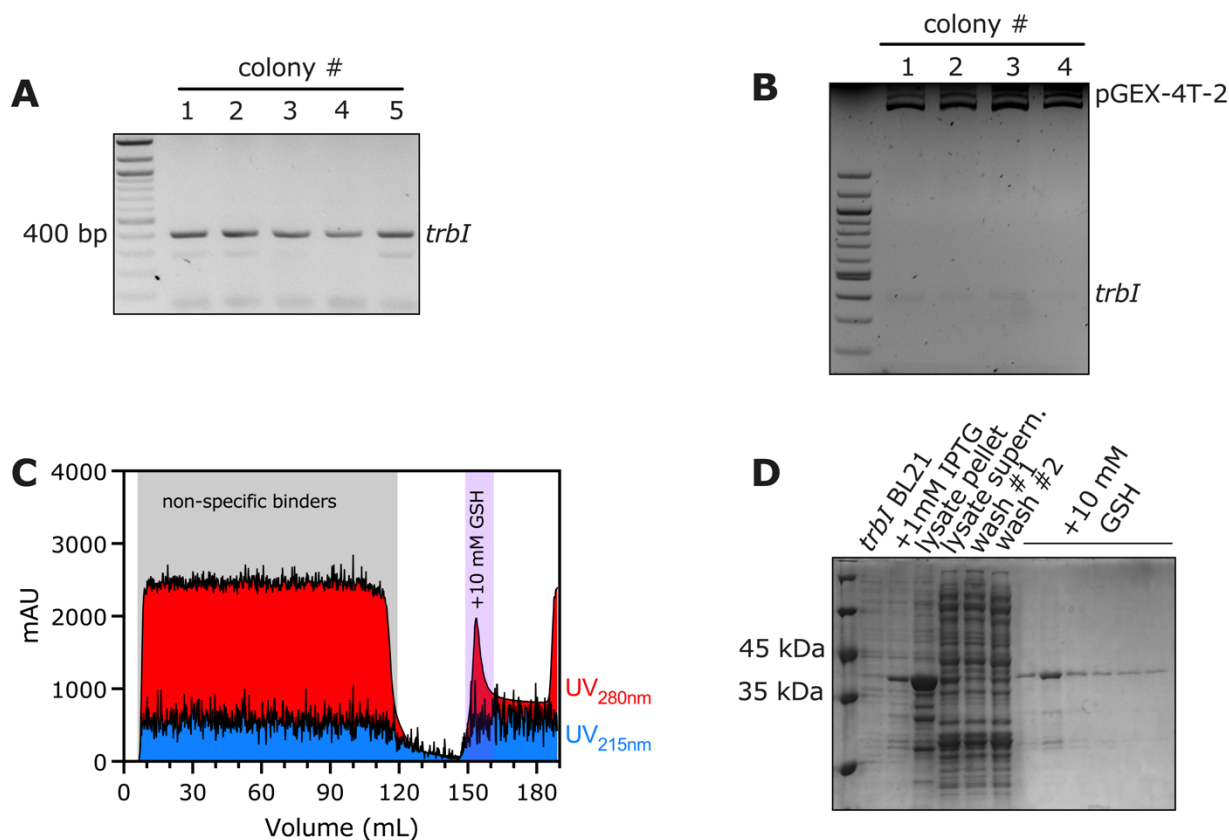 A
colony #
1 2 3 4 5
400 bp
trbI
B
colony #
1 2 3 4
pGEX-4T-2
trbI
C
4000
3000
2000
1000
0
mAU
non-specific binders
+10 mM GSH
UV280nm
UV215nm
0 30 60 90 120 150 180
Volume (mL)
D
trbI BL21
+1mM IPTG
lysate pellet
lysate supern.
wash #1
wash #2
+10 mM
GSH
45 kDa
35 kDa